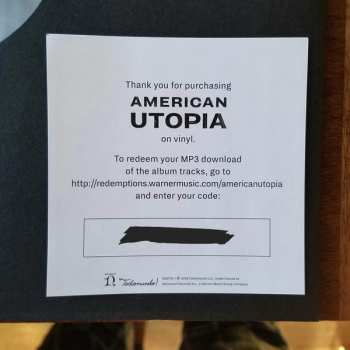 Thank you for purchasing
AMERICAN
UTOPIA
on vinyl.
To redeem your MP3 download
of the album tracks, go to
http://redemptions.warnermusic.com/americanutopia
and enter your code:
Todomundo!